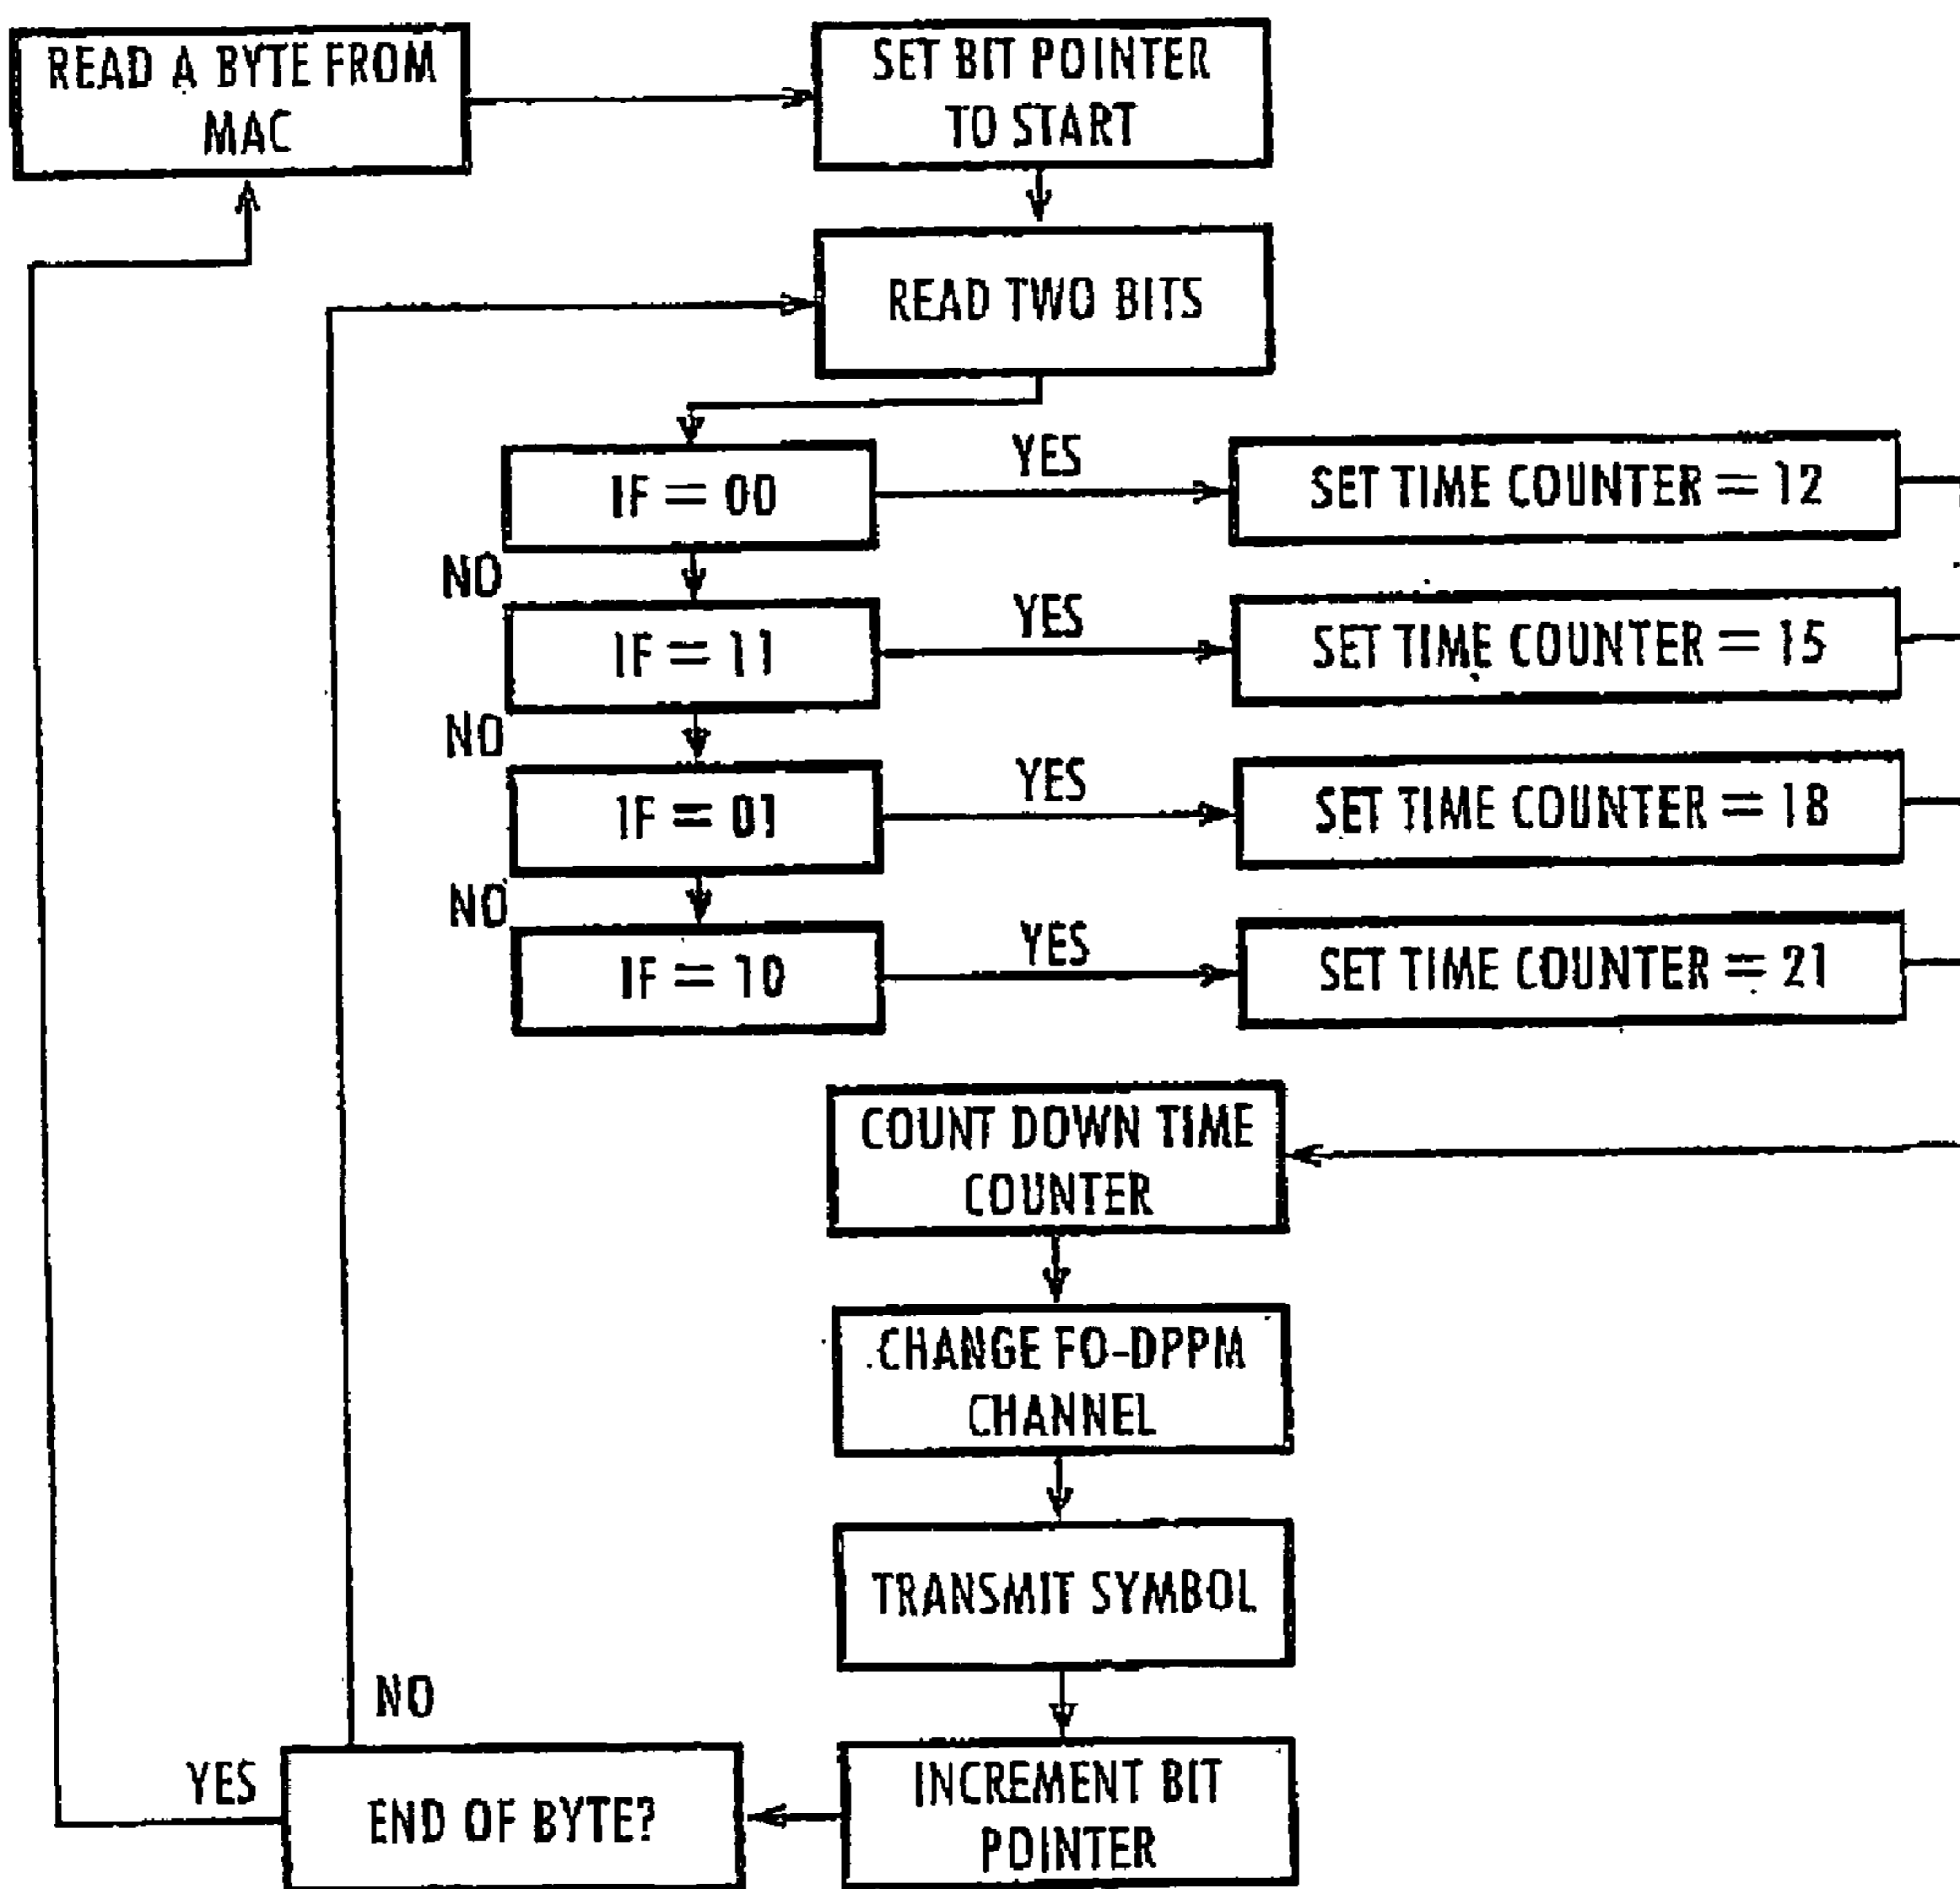 READ A BYTE FROM
MAC
SET BIT POINTER
TO START
READ TWO BITS
IF = 00
YES
SET TIME COUNTER = 12
NO
IF = 11
YES
SET TIME COUNTER = 15
NO
IF = 01
YES
SET TIME COUNTER = 18
NO
IF = 10
YES
SET TIME COUNTER = 21
COUNT DOWN TIME
COUNTER
CHANGE FO-DPPM
CHANNEL
TRANSMIT SYMBOL
INCREMENT BIT
POINTER
END OF BYTE?
NO
YES